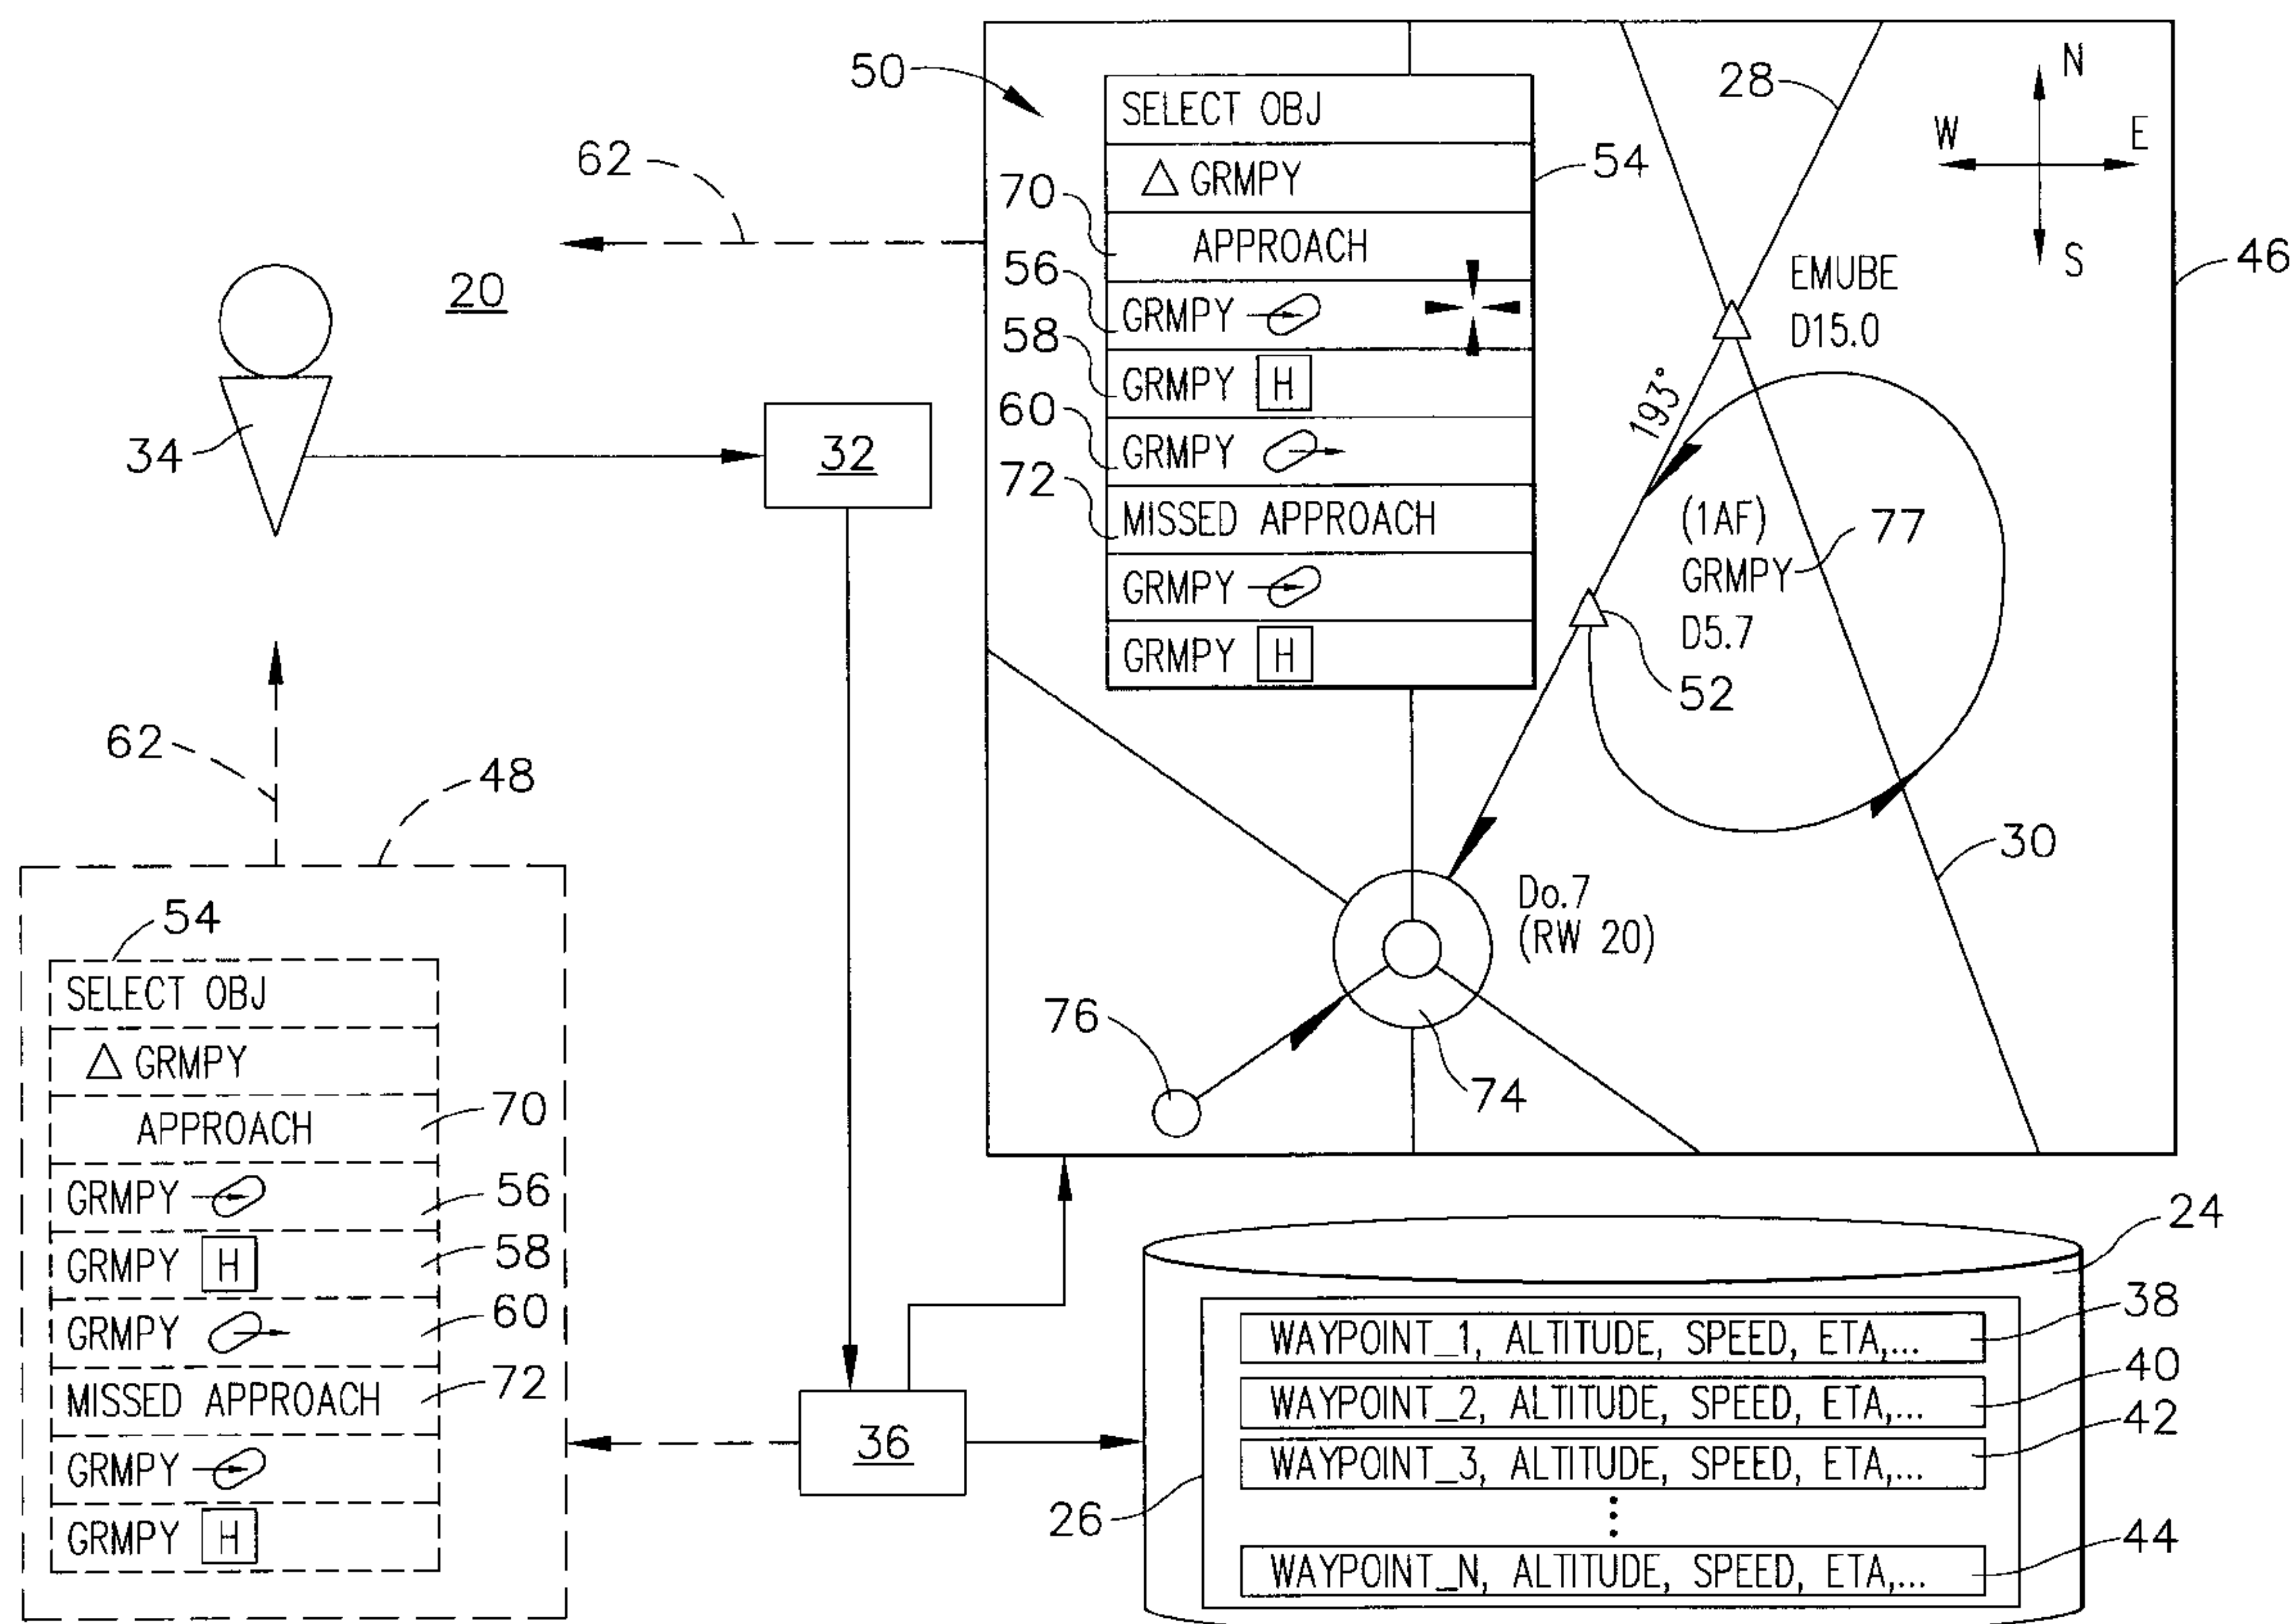 50
SELECT OBJ
△ GRMPY
APPROACH
GRMPY
GRMPY H
GRMPY
MISSED APPROACH
GRMPY
GRMPY H
54
70
56
58
60
72
28
N
W E
S
46
EMUBE
D15.0
193°
(1AF)
GRMPY
D5.7
77
52
30
Do.7
(RW 20)
76
74
62
20
34
32
62
48
54
SELECT OBJ
△ GRMPY
APPROACH
70
GRMPY
56
GRMPY H
58
GRMPY
60
MISSED APPROACH
72
GRMPY
GRMPY H
36
24
WAYPOINT_1, ALTITUDE, SPEED, ETA,...
38
WAYPOINT_2, ALTITUDE, SPEED, ETA,...
40
WAYPOINT_3, ALTITUDE, SPEED, ETA,...
42
26
WAYPOINT_N, ALTITUDE, SPEED, ETA,...
44